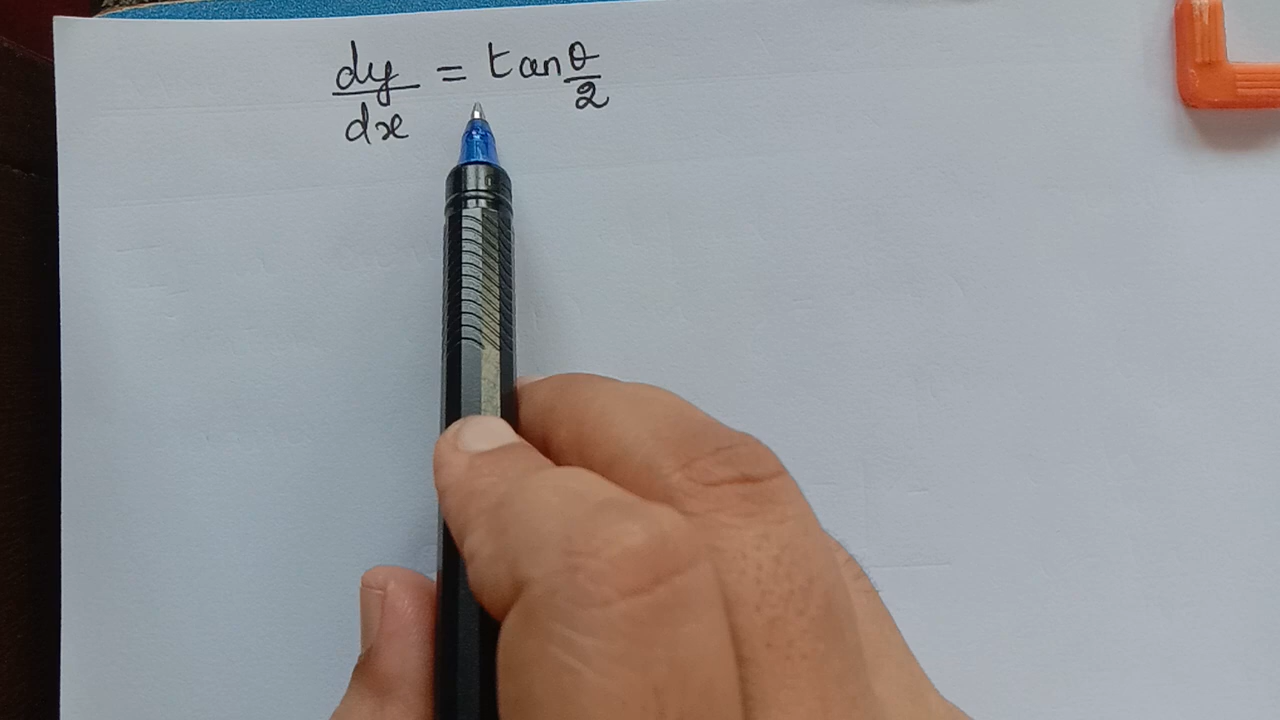 dy/dx = tan θ/2